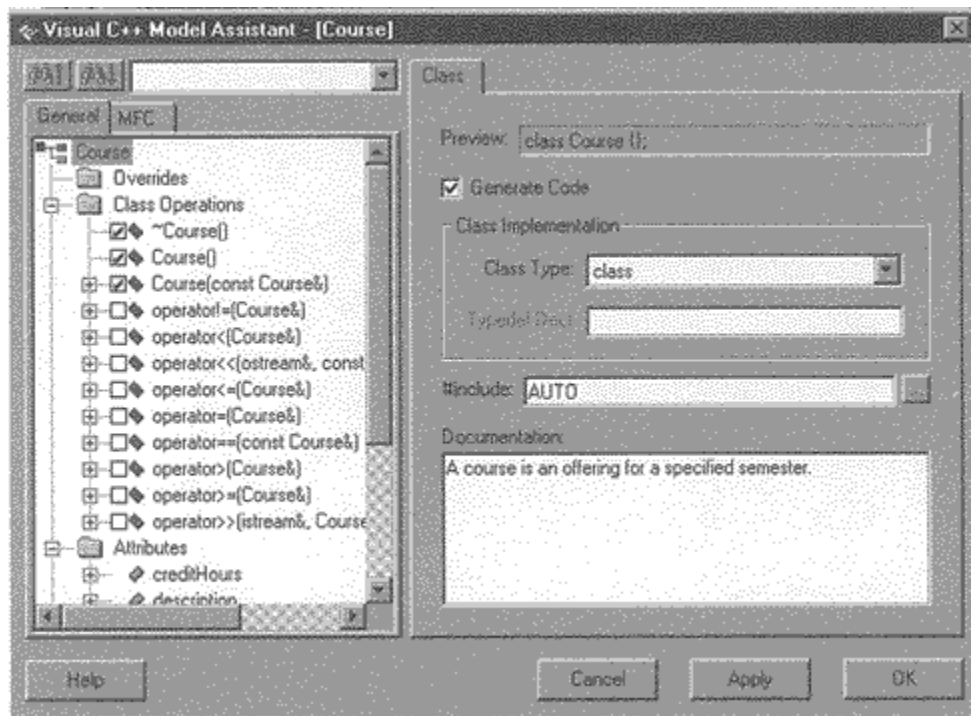 Visual C++ Model Assistant - [Course]
General
MFC
Course
Overrides
Class Operations
~Course()
Course()
Course(const Course&)
operator!=(Course&)
operator<(Course&)
operator<<(ostream&, const
operator<=(Course&)
operator=(Course&)
operator==(const Course&)
operator>(Course&)
operator>=(Course&)
operator>>(istream&, Course
Attributes
creditHours
description
Class
Preview: class Course {};
Generate Code
Class Implementation
Class Type: class
Typedef
#include: AUTO
...
Documentation:
A course is an offering for a specified semester.
Help
Cancel
Apply
OK